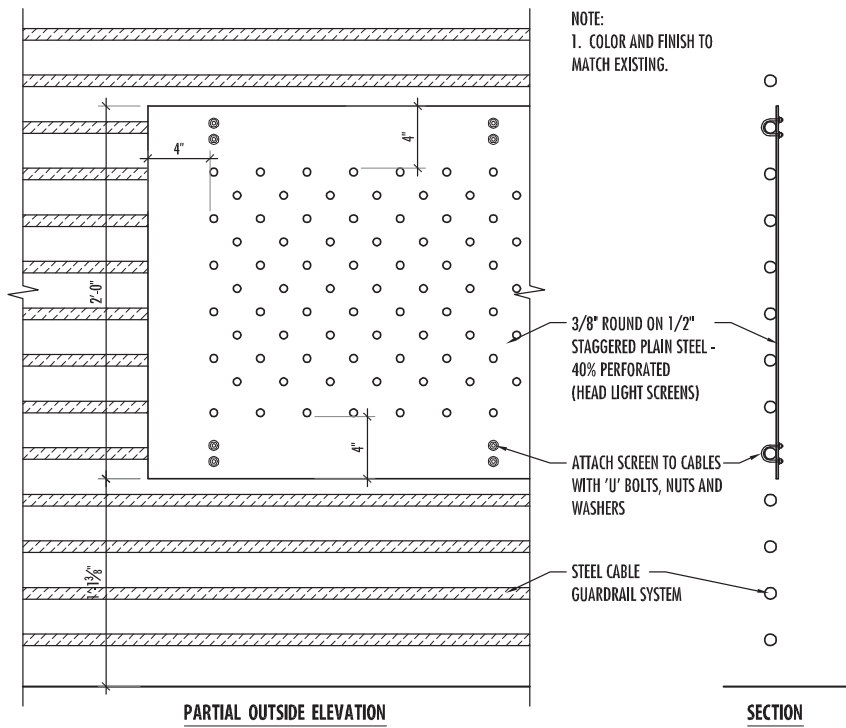 NOTE:
1. COLOR AND FINISH TO
MATCH EXISTING.
4"
4"
2'-0"
3/8" ROUND ON 1/2"
STAGGERED PLAIN STEEL -
40% PERFORATED
(HEAD LIGHT SCREENS)
4"
ATTACH SCREEN TO CABLES
WITH 'U' BOLTS, NUTS AND
WASHERS
STEEL CABLE
GUARDRAIL SYSTEM
1'-1 3/8"
PARTIAL OUTSIDE ELEVATION
SECTION